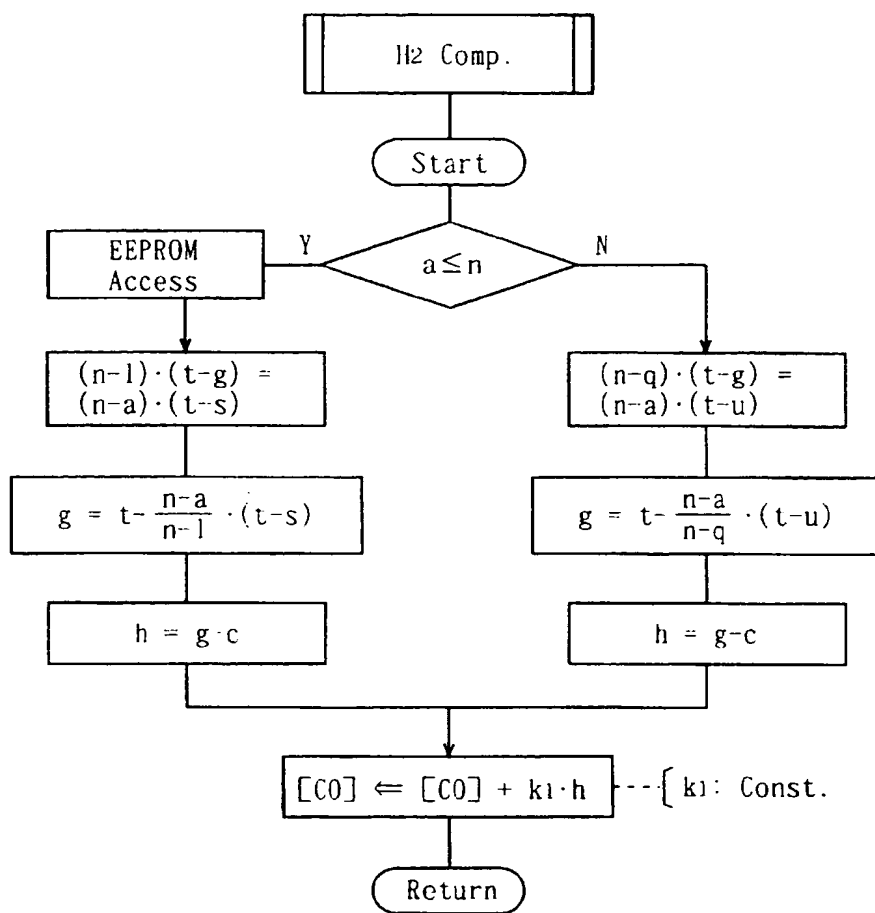 H2 Comp.
Start
a≤n
Y
N
EEPROM
Access
(n-l)·(t-g) =
(n-a)·(t-s)
g = t- n-a/n-l ·(t-s)
h = g-c
(n-q)·(t-g) =
(n-a)·(t-u)
g = t- n-a/n-q ·(t-u)
h = g-c
[CO] ⇐ [CO] + k1·h
k1: Const.
Return